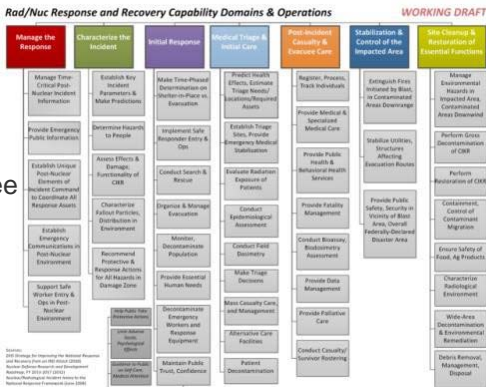 Rad/Nuc Response and Recovery Capability Domains & Operations
WORKING DRAFT
Manage the
Response
Manage Time-
Critical Post-
Nuclear Incident
Information
Provide Emergency
Public Information
Establish Unique
Post-Nuclear
Elements of
Incident Command
to Coordinate All
Response Assets
Establish
Emergency
Communications in
Post-Nuclear
Environment
Support Safe
Worker Entry &
Ops in Post-
Nuclear
Environment
Characterize the
Incident
Establish Key
Incident
Parameters &
Make Predictions
Determine Hazards
to People
Assess Effects &
Damage,
Functionality of
CIKR
Characterize
Fallout Particles,
Distribution in
Environment
Recommend
Protective &
Response Actions
for All Hazards in
Damage Zone
Initial Response
Make Time-Phased
Determination on
Shelter-in-Place vs.
Evacuation
Implement Safe
Responder Entry &
Ops
Conduct Search &
Rescue
Organize & Manage
Evacuation
Monitor,
Decontaminate
Population
Provide Essential
Human Needs
Decontaminate
Emergency
Workers and
Response
Equipment
Maintain Public
Trust, Confidence
Help Public Take
Protective Actions
Limit Adverse
Psychological
Effects
Medical Triage &
Initial Care
Predict Health
Effects, Estimate
Triage Needs/
Locations/Required
Assets
Establish Triage
Sites, Provide
Emergency Medical
Stabilization
Evaluate Radiation
Exposure of
Patients
Conduct
Epidemiological
Assessment
Conduct Field
Dosimetry
Make Triage
Decisions
Mass Casualty Care,
and Management
Alternative Care
Facilities
Patient
Decontamination
Post-Incident
Casualty &
Evacuee Care
Register, Process,
Track Individuals
Provide Medical &
Specialized
Medical Care
Provide Public
Health &
Behavioral Health
Services
Provide Fatality
Management
Conduct Bioassay,
Biodosimetry
Assessment
Provide Data
Management
Provide Palliative
Care
Conduct Casualty/
Survivor Rostering
Stabilization &
Control of the
Impacted Area
Extinguish Fires
Initiated by Blast,
in Contaminated
Areas Downrange
Stabilize Utilities,
Structures
Affecting
Evacuation Routes
Provide Public
Safety, Security in
Vicinity of Blast
Area, Overall
Federally-Declared
Disaster Area
Site Cleanup &
Restoration of
Essential Functions
Manage
Environmental
Hazards in
Impacted Area,
Contaminated
Areas Downwind
Perform Gross
Decontamination
of CIKR
Perform
Restoration of CIKR
Containment,
Control of
Contaminant
Migration
Ensure Safety of
Food, Ag Products
Characterize
Radiological
Environment
Wide-Area
Decontamination
& Environmental
Remediation
Debris Removal,
Management,
Disposal
ee
Sources: